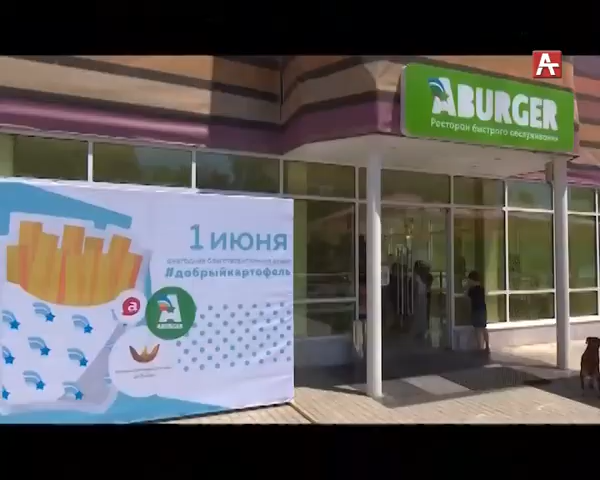 ABURGER
Ресторан быстрого обслуживания
1 июня
#добрыйкартофель
a
ABURGER